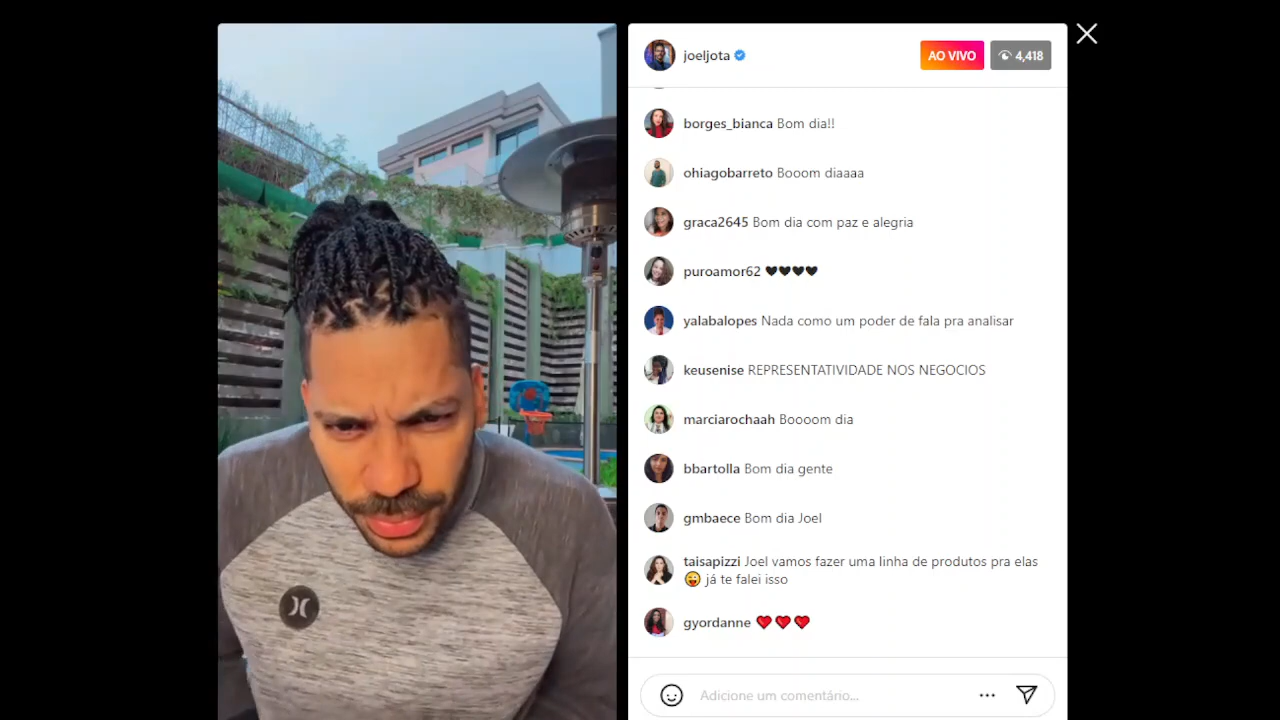 joeljota
AO VIVO
4,418
borges_bianca Bom dia!!
ohiagobarreto Booom diaaaa
graca2645 Bom dia com paz e alegria
puroamor62 🖤🖤🖤🖤
yalabalopes Nada como um poder de fala pra analisar
keusenise REPRESENTATIVIDADE NOS NEGOCIOS
marciarochaah Boooom dia
bbartolla Bom dia gente
gmbaece Bom dia Joel
taisapizzi Joel vamos fazer uma linha de produtos pra elas
😜 já te falei isso
gyordanne ❤️❤️❤️
Adicione um comentário...